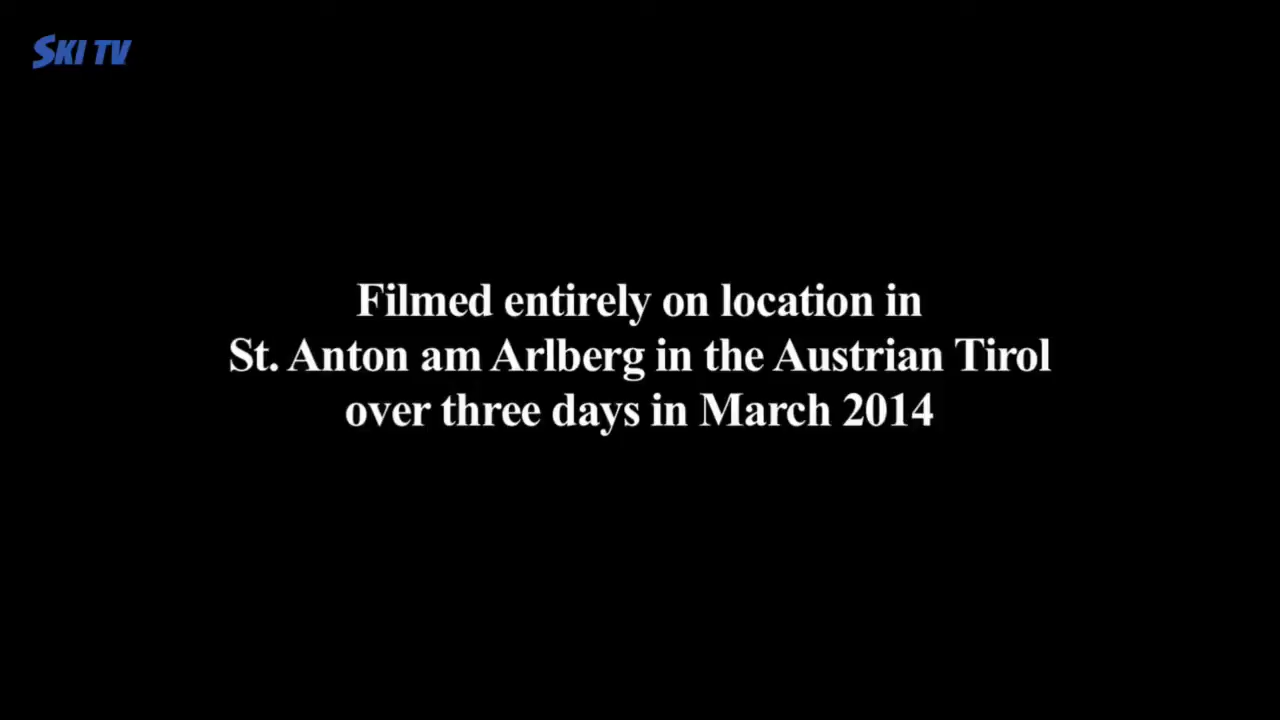 SKI TV
Filmed entirely on location in
St. Anton am Arlberg in the Austrian Tirol
over three days in March 2014